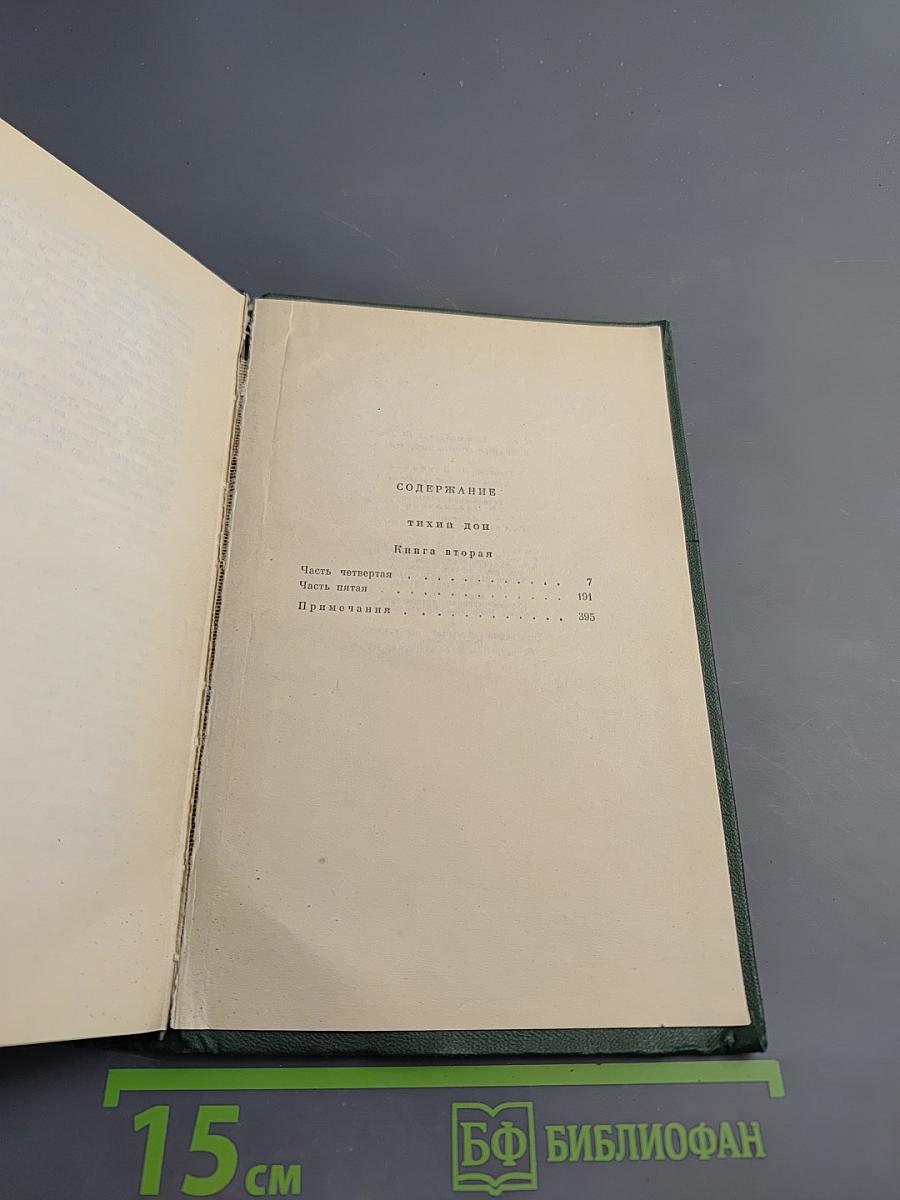 СОДЕРЖАНИЕ
ТИХИЙ ДОН
Книга вторая
Часть четвертая . . . . . . . . . . . . 7
Часть пятая . . . . . . . . . . . . . . 191
Примечания . . . . . . . . . . . . 395
15 см
БФ БИБЛИОФАН